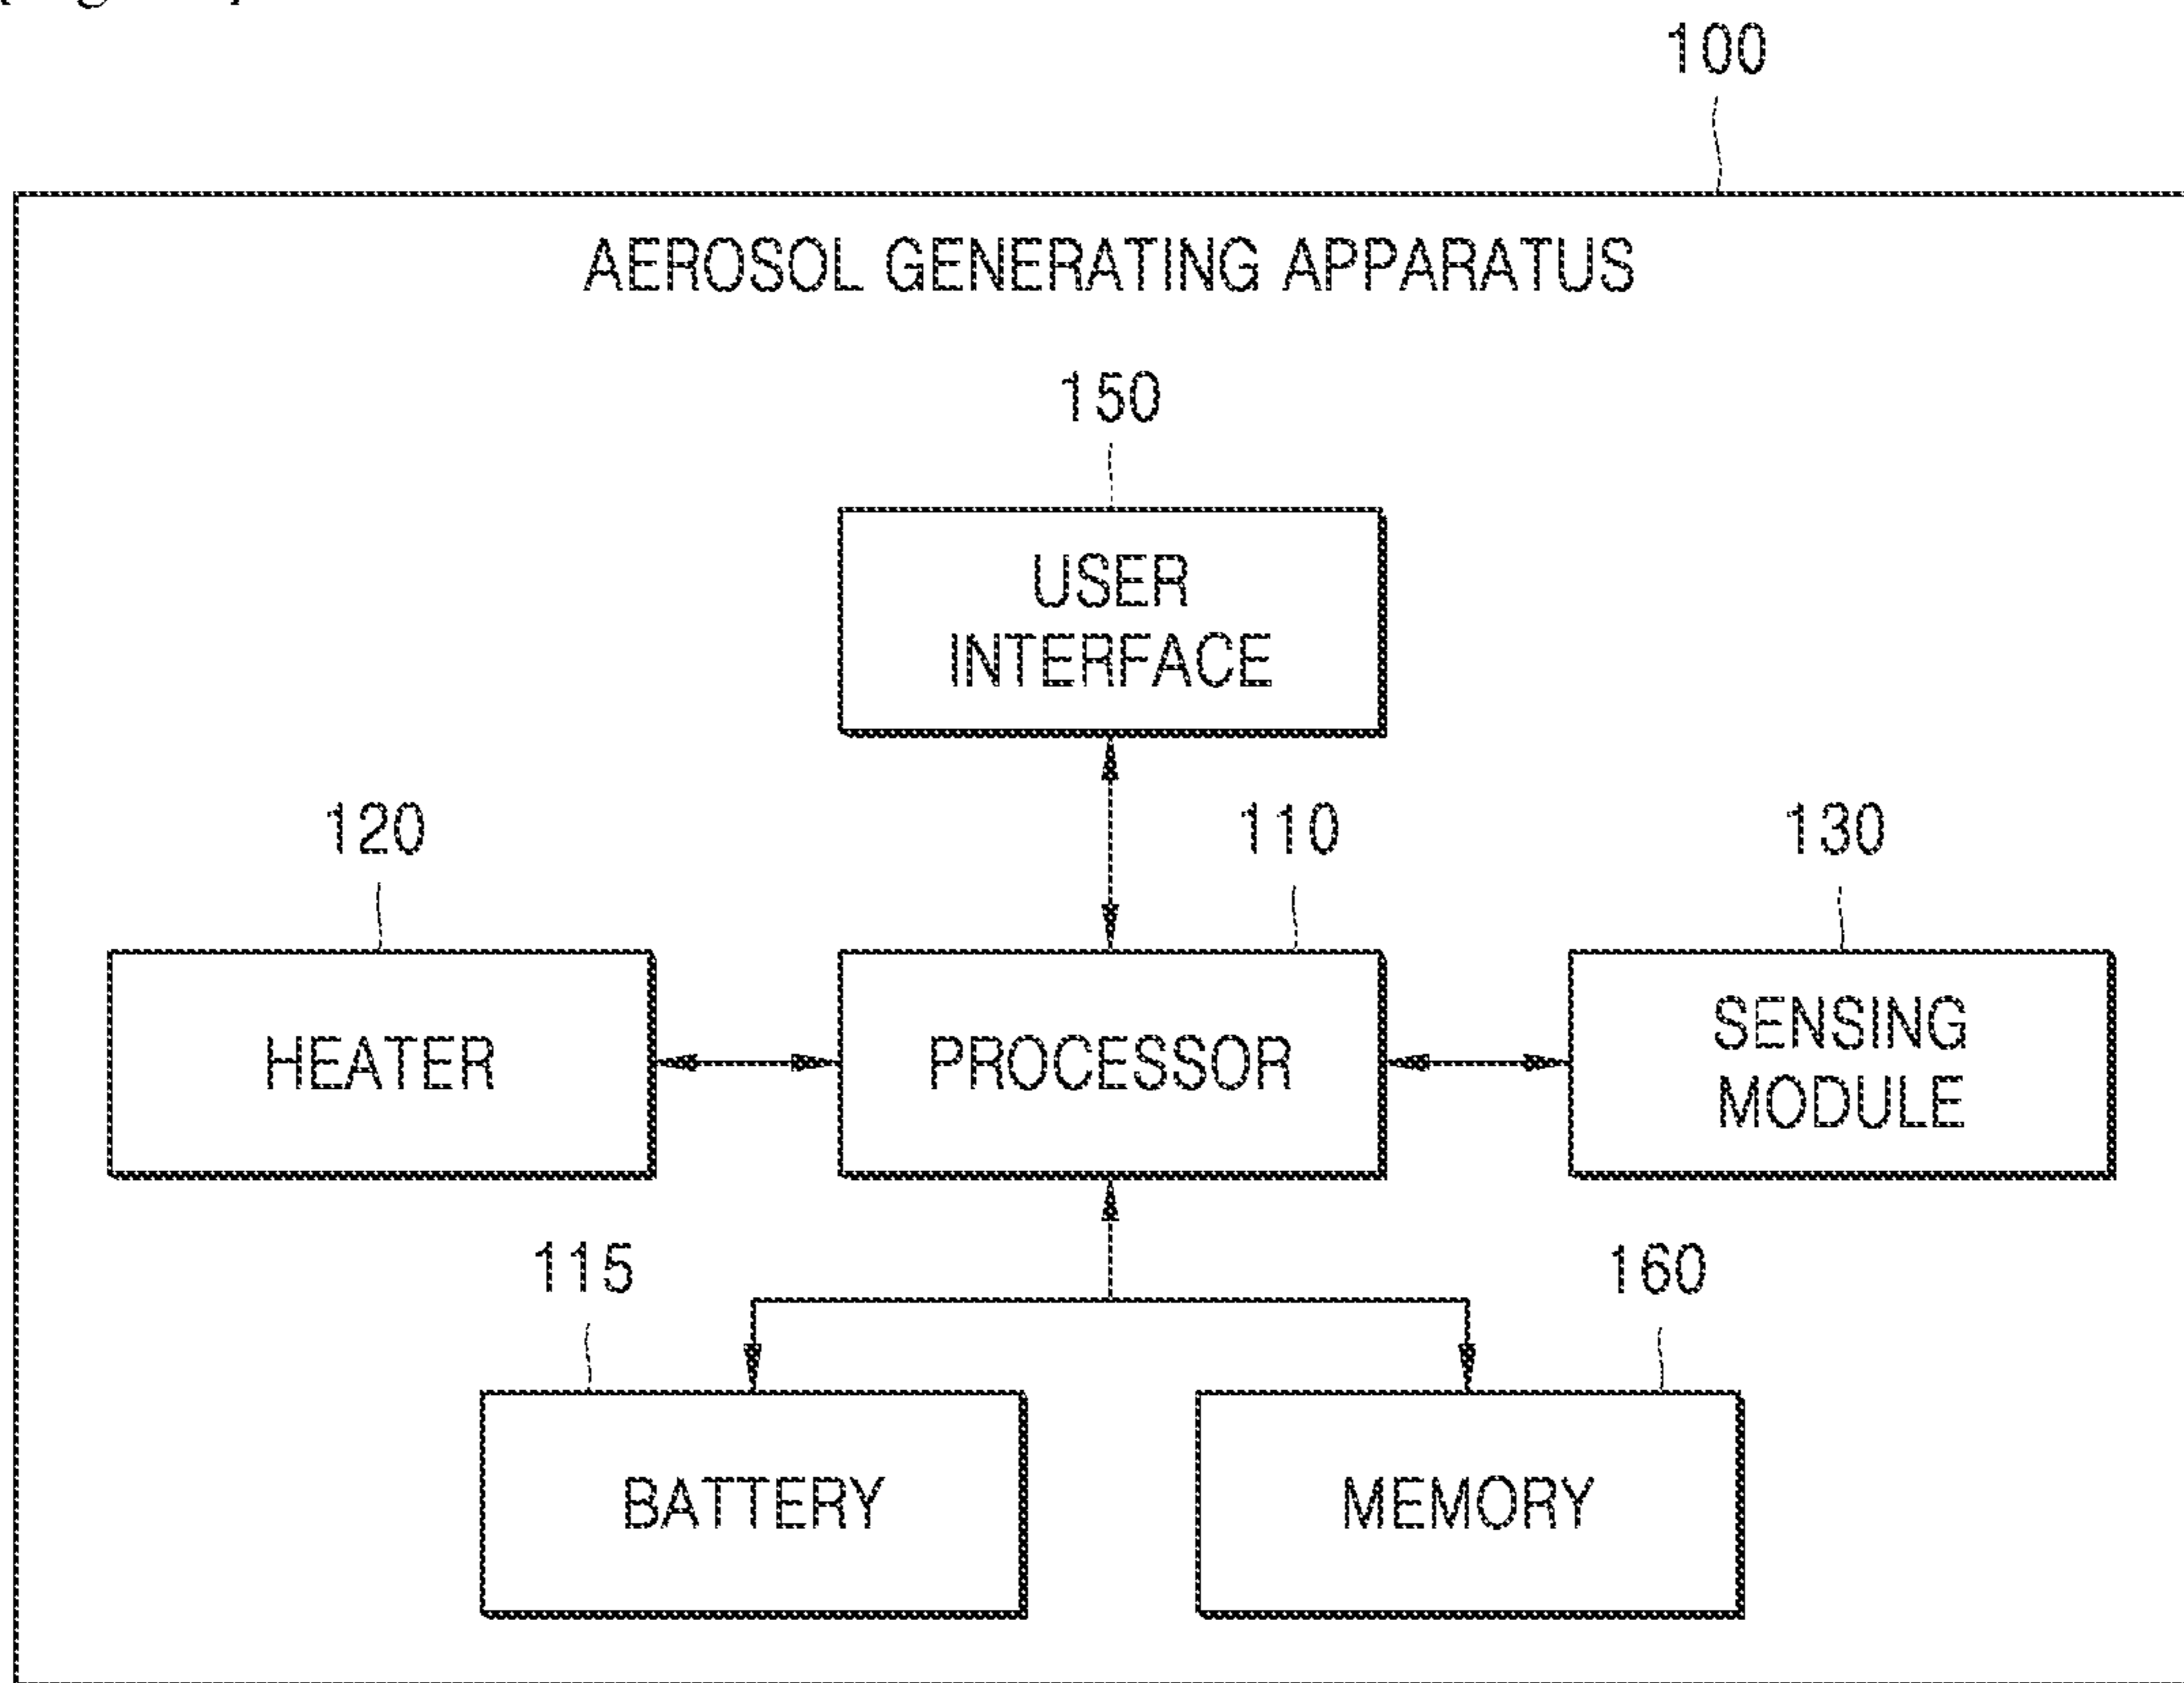 100
AEROSOL GENERATING APPARATUS
150
USER
INTERFACE
120
110
130
HEATER
PROCESSOR
SENSING
MODULE
115
160
BATTERY
MEMORY